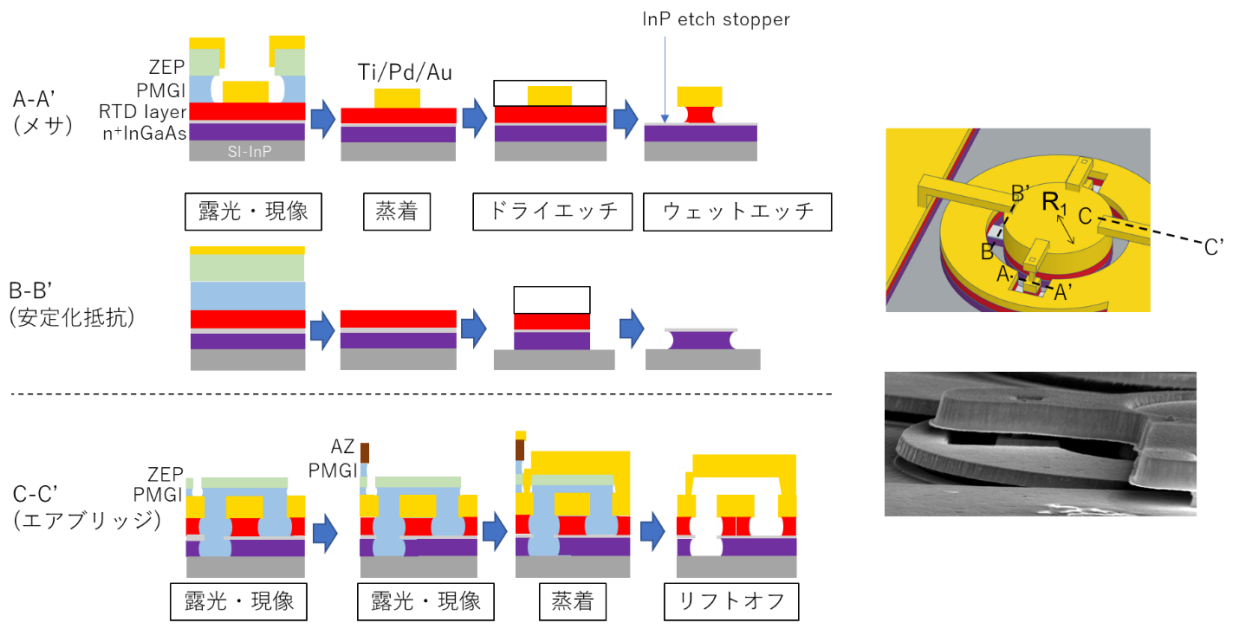 InP etch stopper
ZEP
PMGI
RTD layer
n⁺InGaAs
SI-InP
Ti/Pd/Au
A-A’
(メサ)
露光・現像
蒸着
ドライエッチ
ウェットエッチ
B-B’
(安定化抵抗)
C-C’
(エアブリッジ)
ZEP
PMGI
AZ
PMGI
露光・現像
露光・現像
蒸着
リフトオフ
B’
R₁
C
C’
B
A
A’